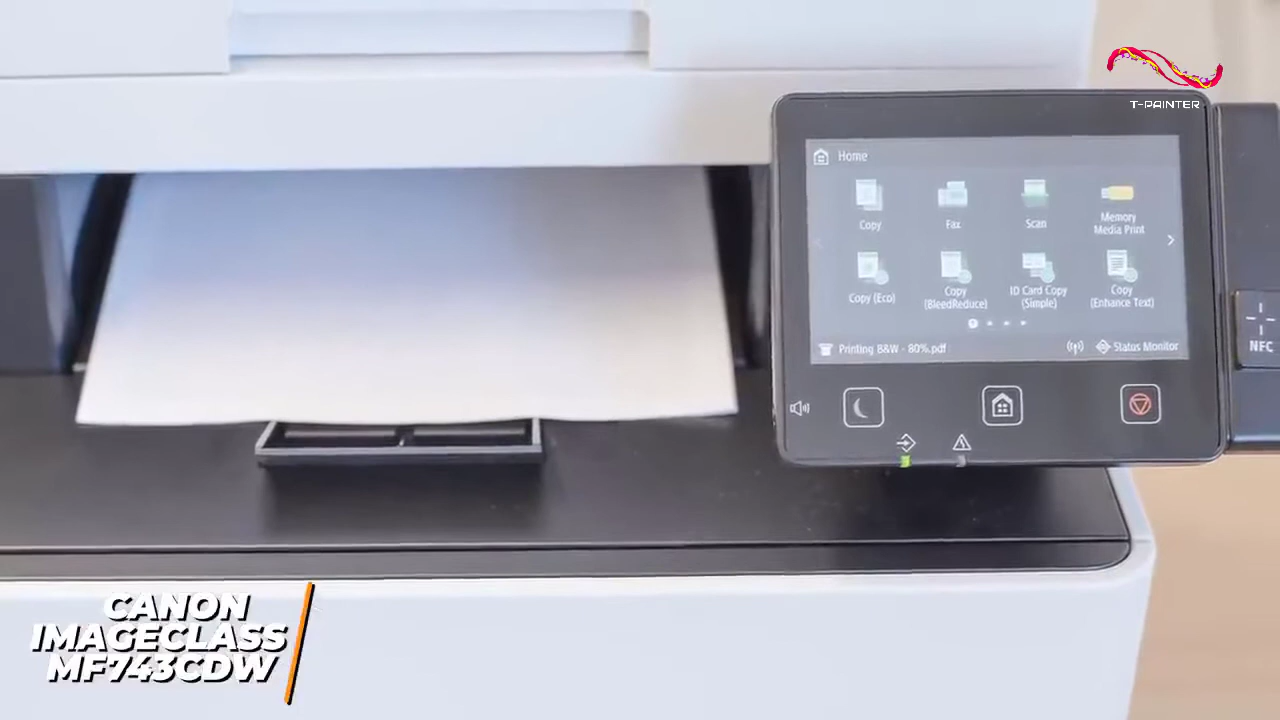 T-PAINTER
Home
Copy
Fax
Scan
Memory
Media Print
Copy (Eco)
Copy
(BleedReduce)
ID Card Copy
(Simple)
Copy
(Enhance Text)
Printing B&W - 80%.pdf
Status Monitor
NFC
CANON
IMAGECLASS
MF743CDW